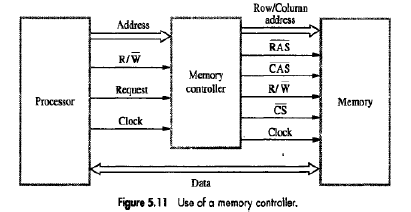 Row/Column
address
Address
RAS
R/W
CAS
Memory
controller
R/W
Processor
Request
Memory
CS
Clock
Clock
Data
Figure 5.11 Use of a memory controller.